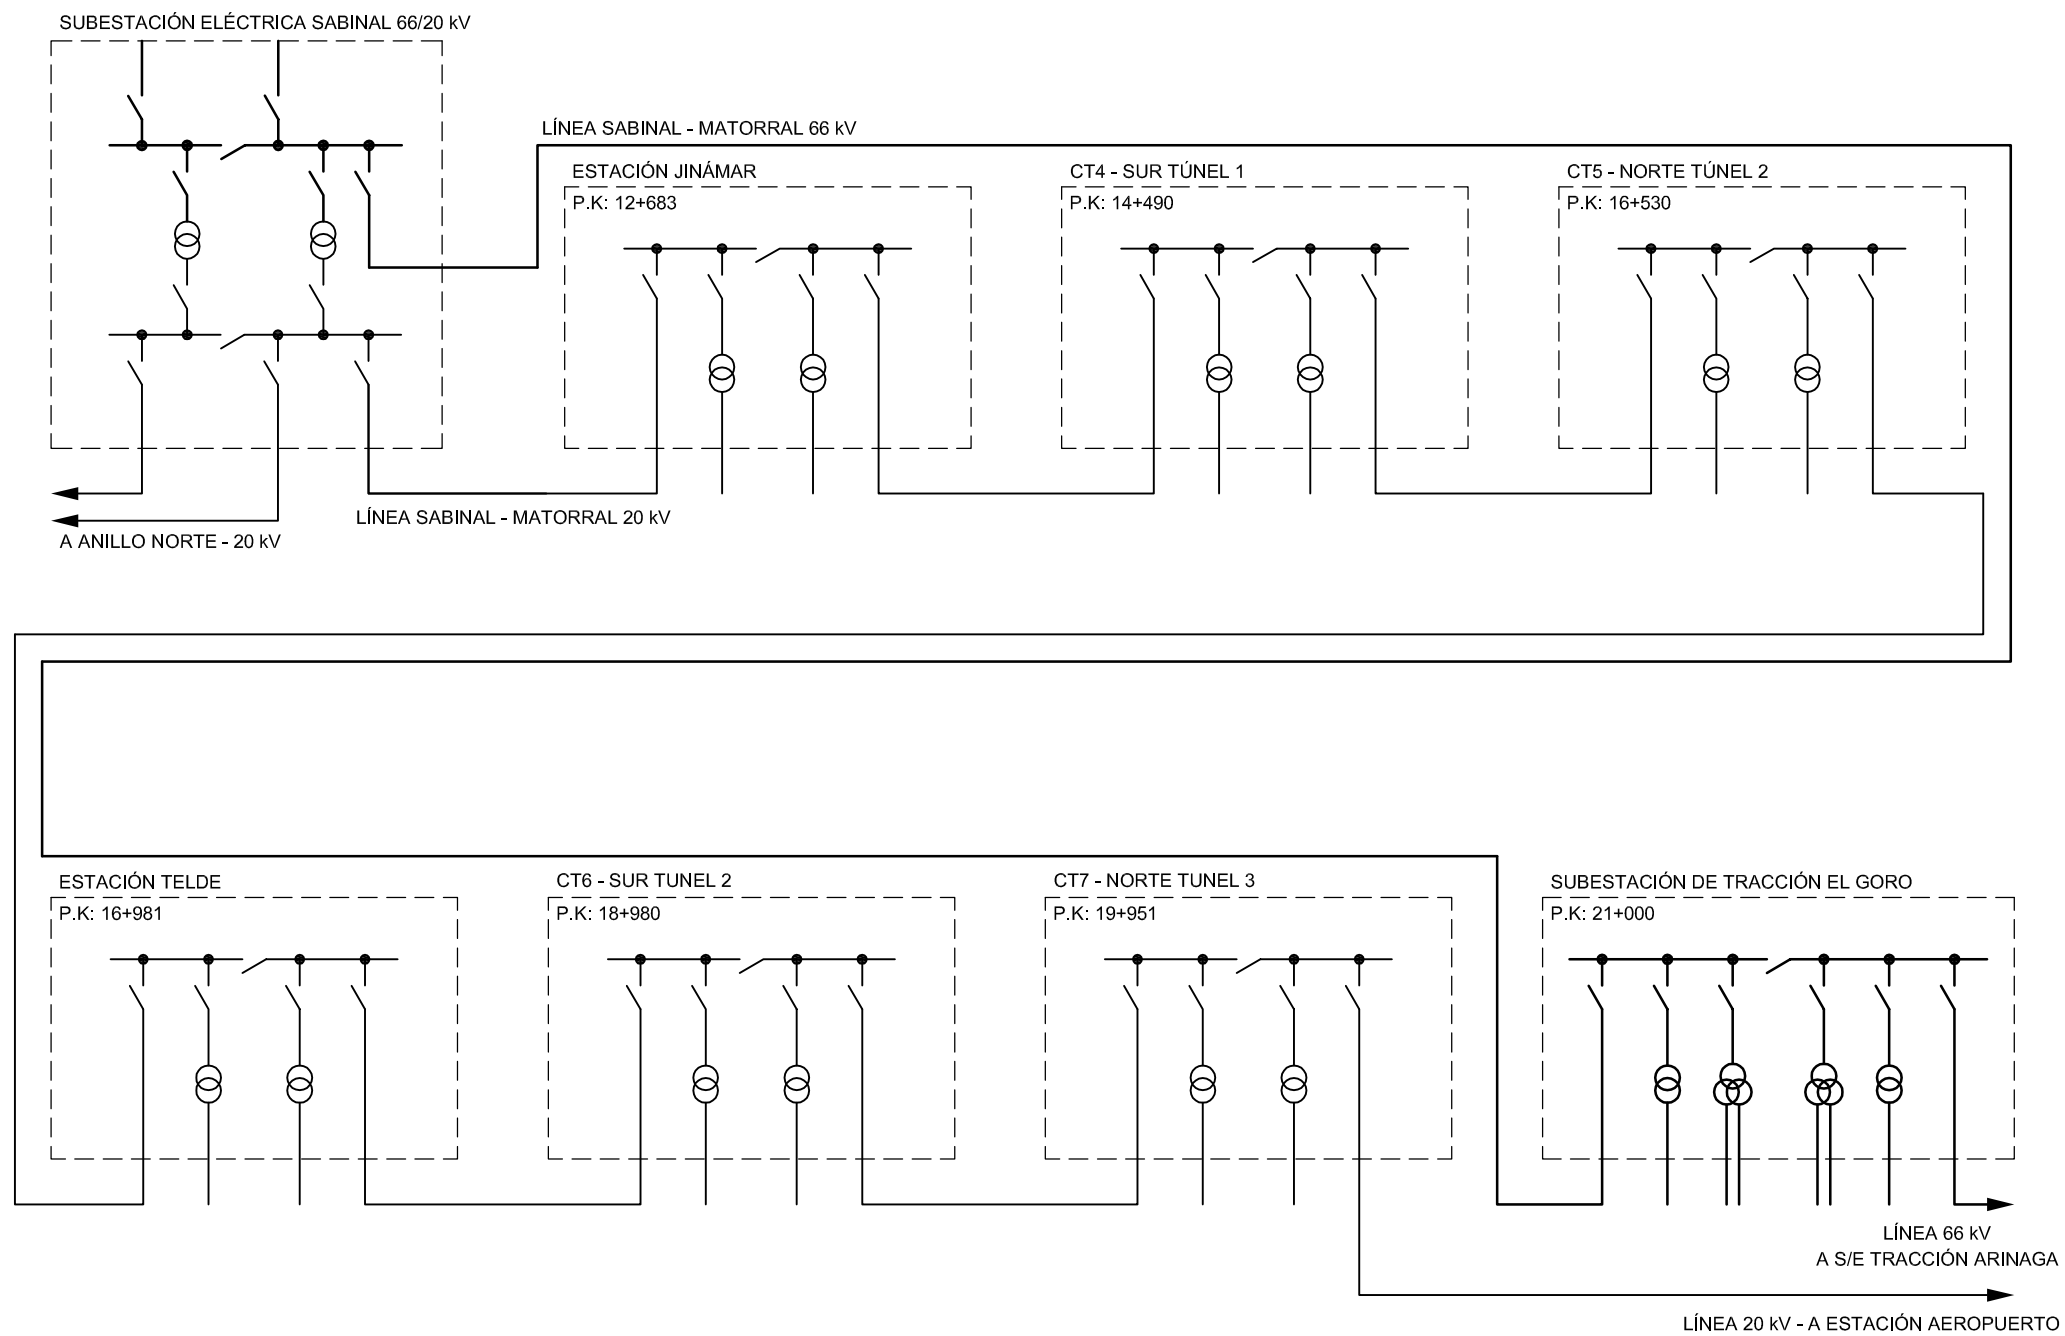 SUBESTACIÓN ELÉCTRICA SABINAL 66/20 kV
LÍNEA SABINAL - MATORRAL 66 kV
ESTACIÓN JINÁMAR
P.K: 12+683
CT4 - SUR TÚNEL 1
P.K: 14+490
CT5 - NORTE TÚNEL 2
P.K: 16+530
LÍNEA SABINAL - MATORRAL 20 kV
A ANILLO NORTE - 20 kV
ESTACIÓN TELDE
P.K: 16+981
CT6 - SUR TUNEL 2
P.K: 18+980
CT7 - NORTE TUNEL 3
P.K: 19+951
SUBESTACIÓN DE TRACCIÓN EL GORO
P.K: 21+000
LÍNEA 66 kV
A S/E TRACCIÓN ARINAGA
LÍNEA 20 kV - A ESTACIÓN AEROPUERTO